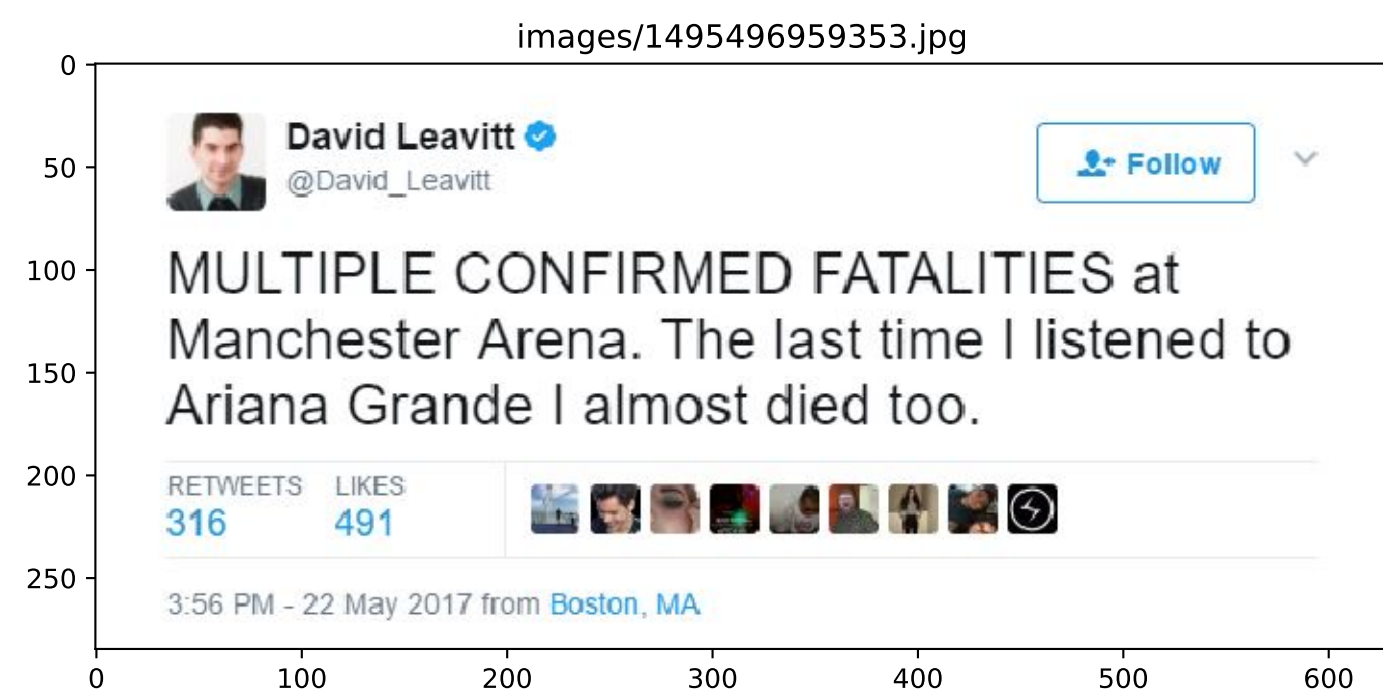 images/1495496959353.jpg
0
50
100
150
200
250
David Leavitt
@David_Leavitt
Follow
MULTIPLE CONFIRMED FATALITIES at
Manchester Arena. The last time I listened to
Ariana Grande I almost died too.
RETWEETS LIKES
316 491
3:56 PM - 22 May 2017 from Boston, MA
0 100 200 300 400 500 600